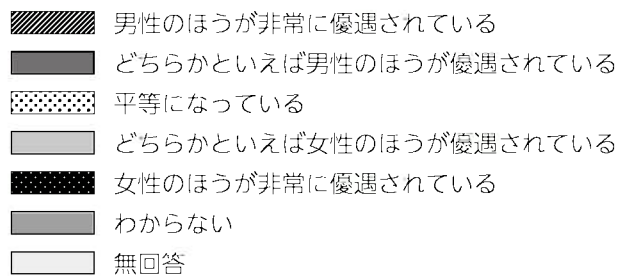 男性のほうが非常に優遇されている
どちらかといえば男性のほうが優遇されている
平等になっている
どちらかといえば女性のほうが優遇されている
女性のほうが非常に優遇されている
わからない
無回答